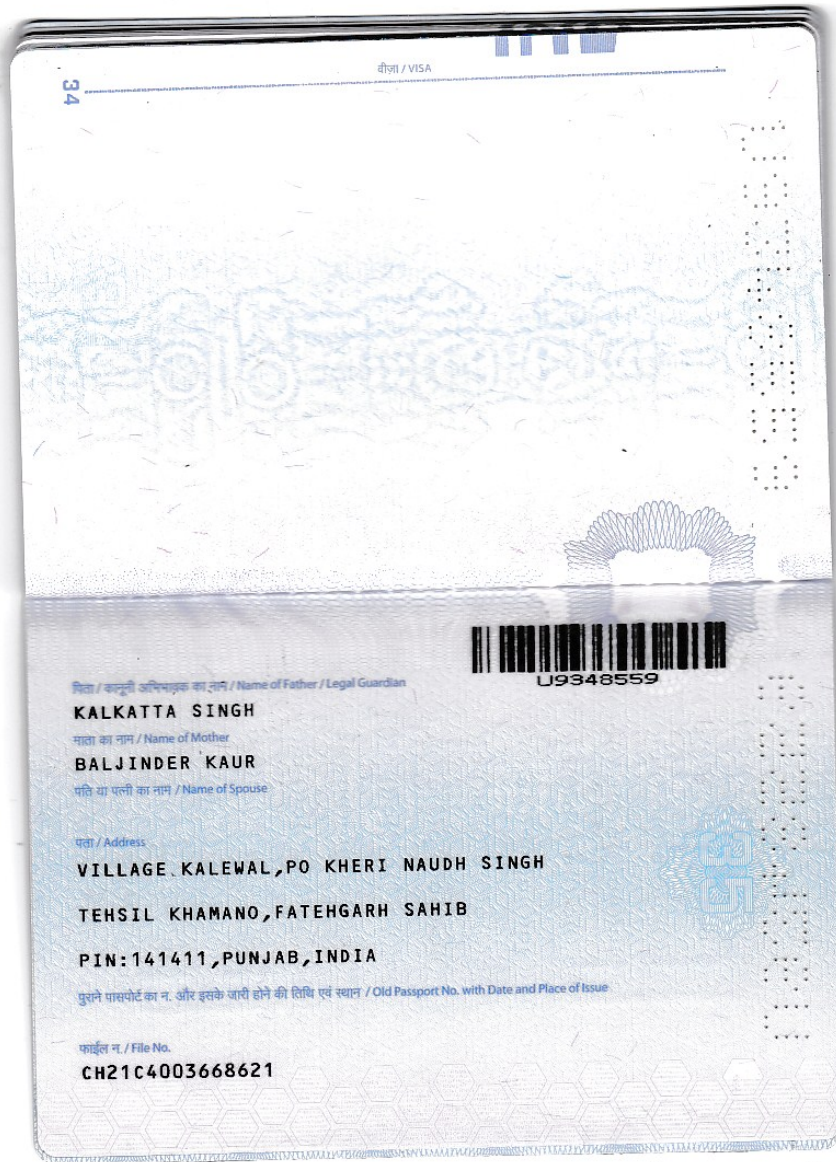 34
वीज़ा / VISA
U9348559
पिता / कानूनी अभिभावक का नाम / Name of Father / Legal Guardian
KALKATTA SINGH
माता का नाम / Name of Mother
BALJINDER KAUR
पति या पत्नी का नाम / Name of Spouse
पता / Address
VILLAGE KALEWAL,PO KHERI NAUDH SINGH
TEHSIL KHAMANO,FATEHGARH SAHIB
PIN:141411,PUNJAB,INDIA
पुराने पासपोर्ट का न. और इसके जारी होने की तिथि एवं स्थान / Old Passport No. with Date and Place of Issue
फाईल न. / File No.
CH21C4003668621
35